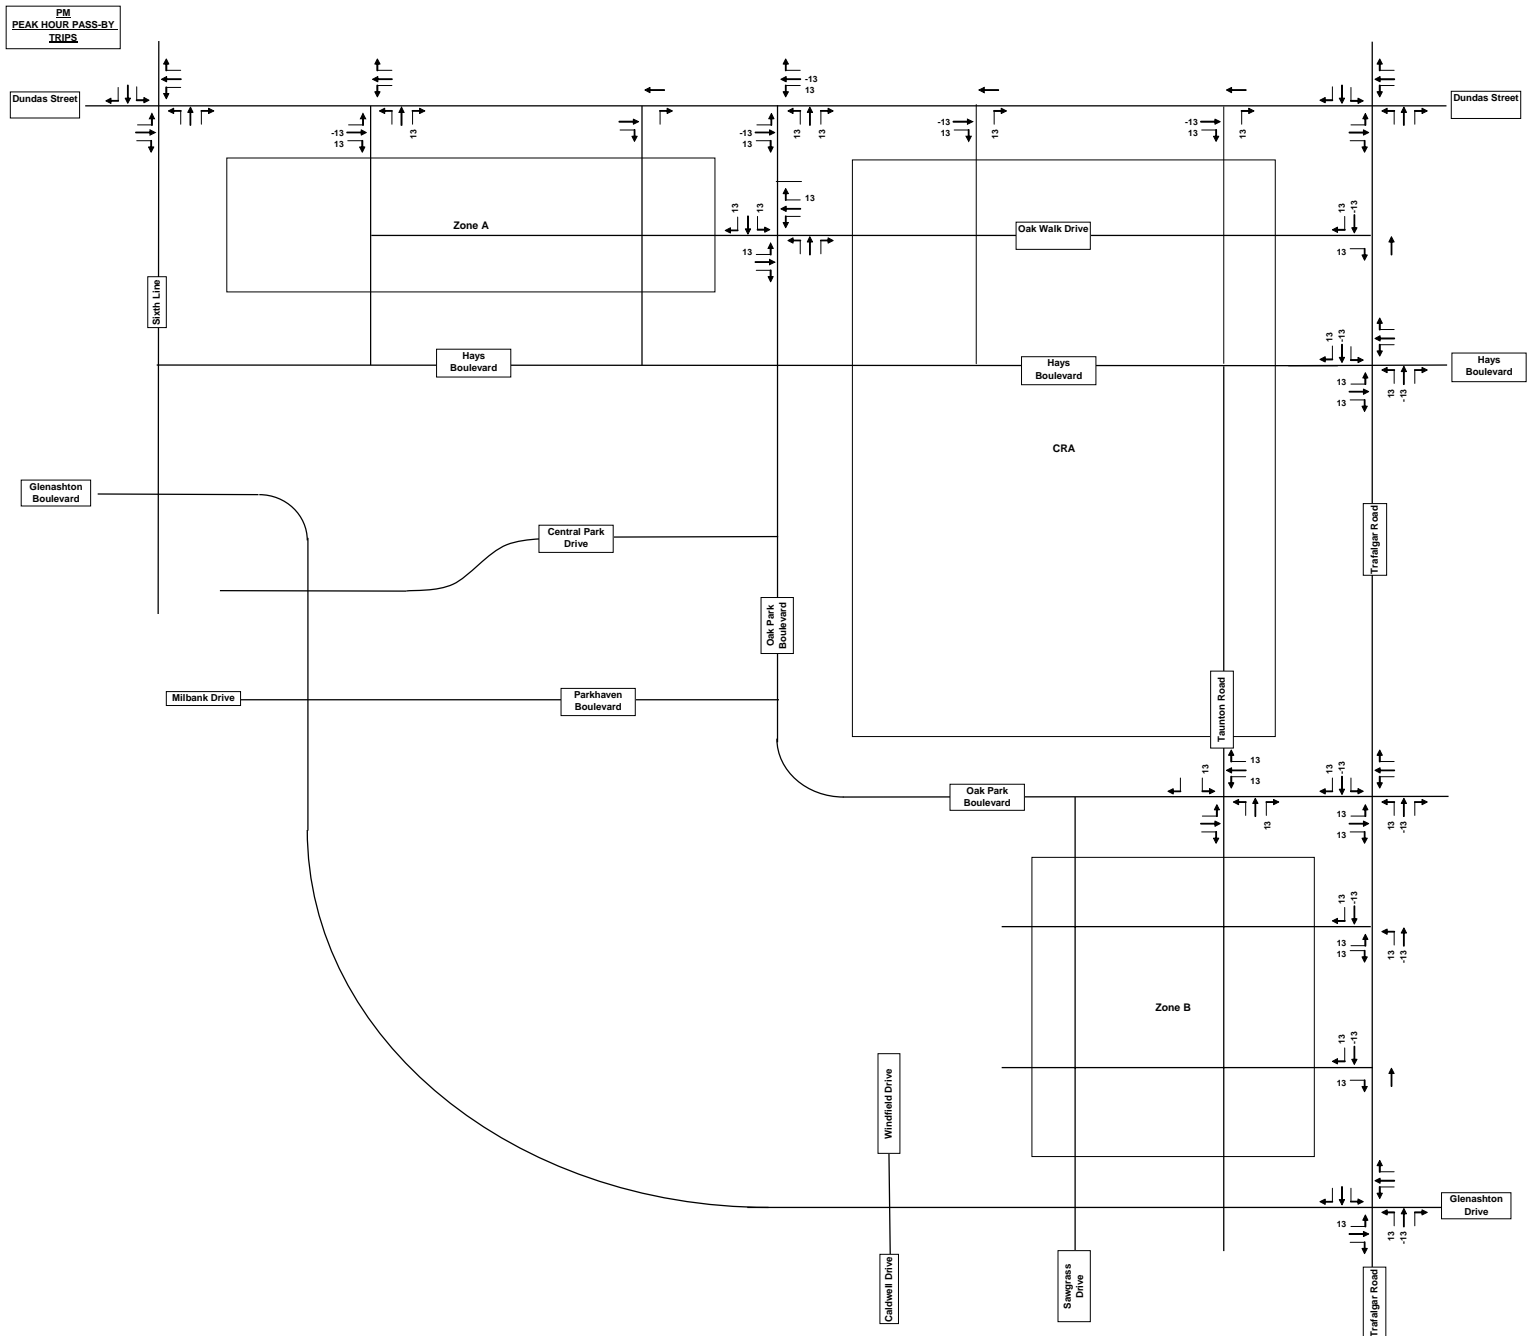 PM
PEAK HOUR PASS-BY
TRIPS
Dundas Street
-13
13
Dundas Street
-13
13
13
-13
13
13
13
-13
13
13
-13
13
13
Zone A
13
13
13
13
Oak Walk Drive
13
-13
13
Sixth Line
Hays
Boulevard
Hays
Boulevard
13
-13
13
13
13
-13
Hays
Boulevard
CRA
Glenashton
Boulevard
Central Park
Drive
Trafalgar Road
Oak Park
Boulevard
Milbank Drive
Parkhaven
Boulevard
Taunton Road
Oak Park
Boulevard
13
13
13
13
13
-13
13
13
13
-13
13
-13
13
13
13
-13
Zone B
13
-13
13
Windfield Drive
Glenashton
Drive
13
13
-13
Caldwell Drive
Sawgrass
Drive
Trafalgar Road